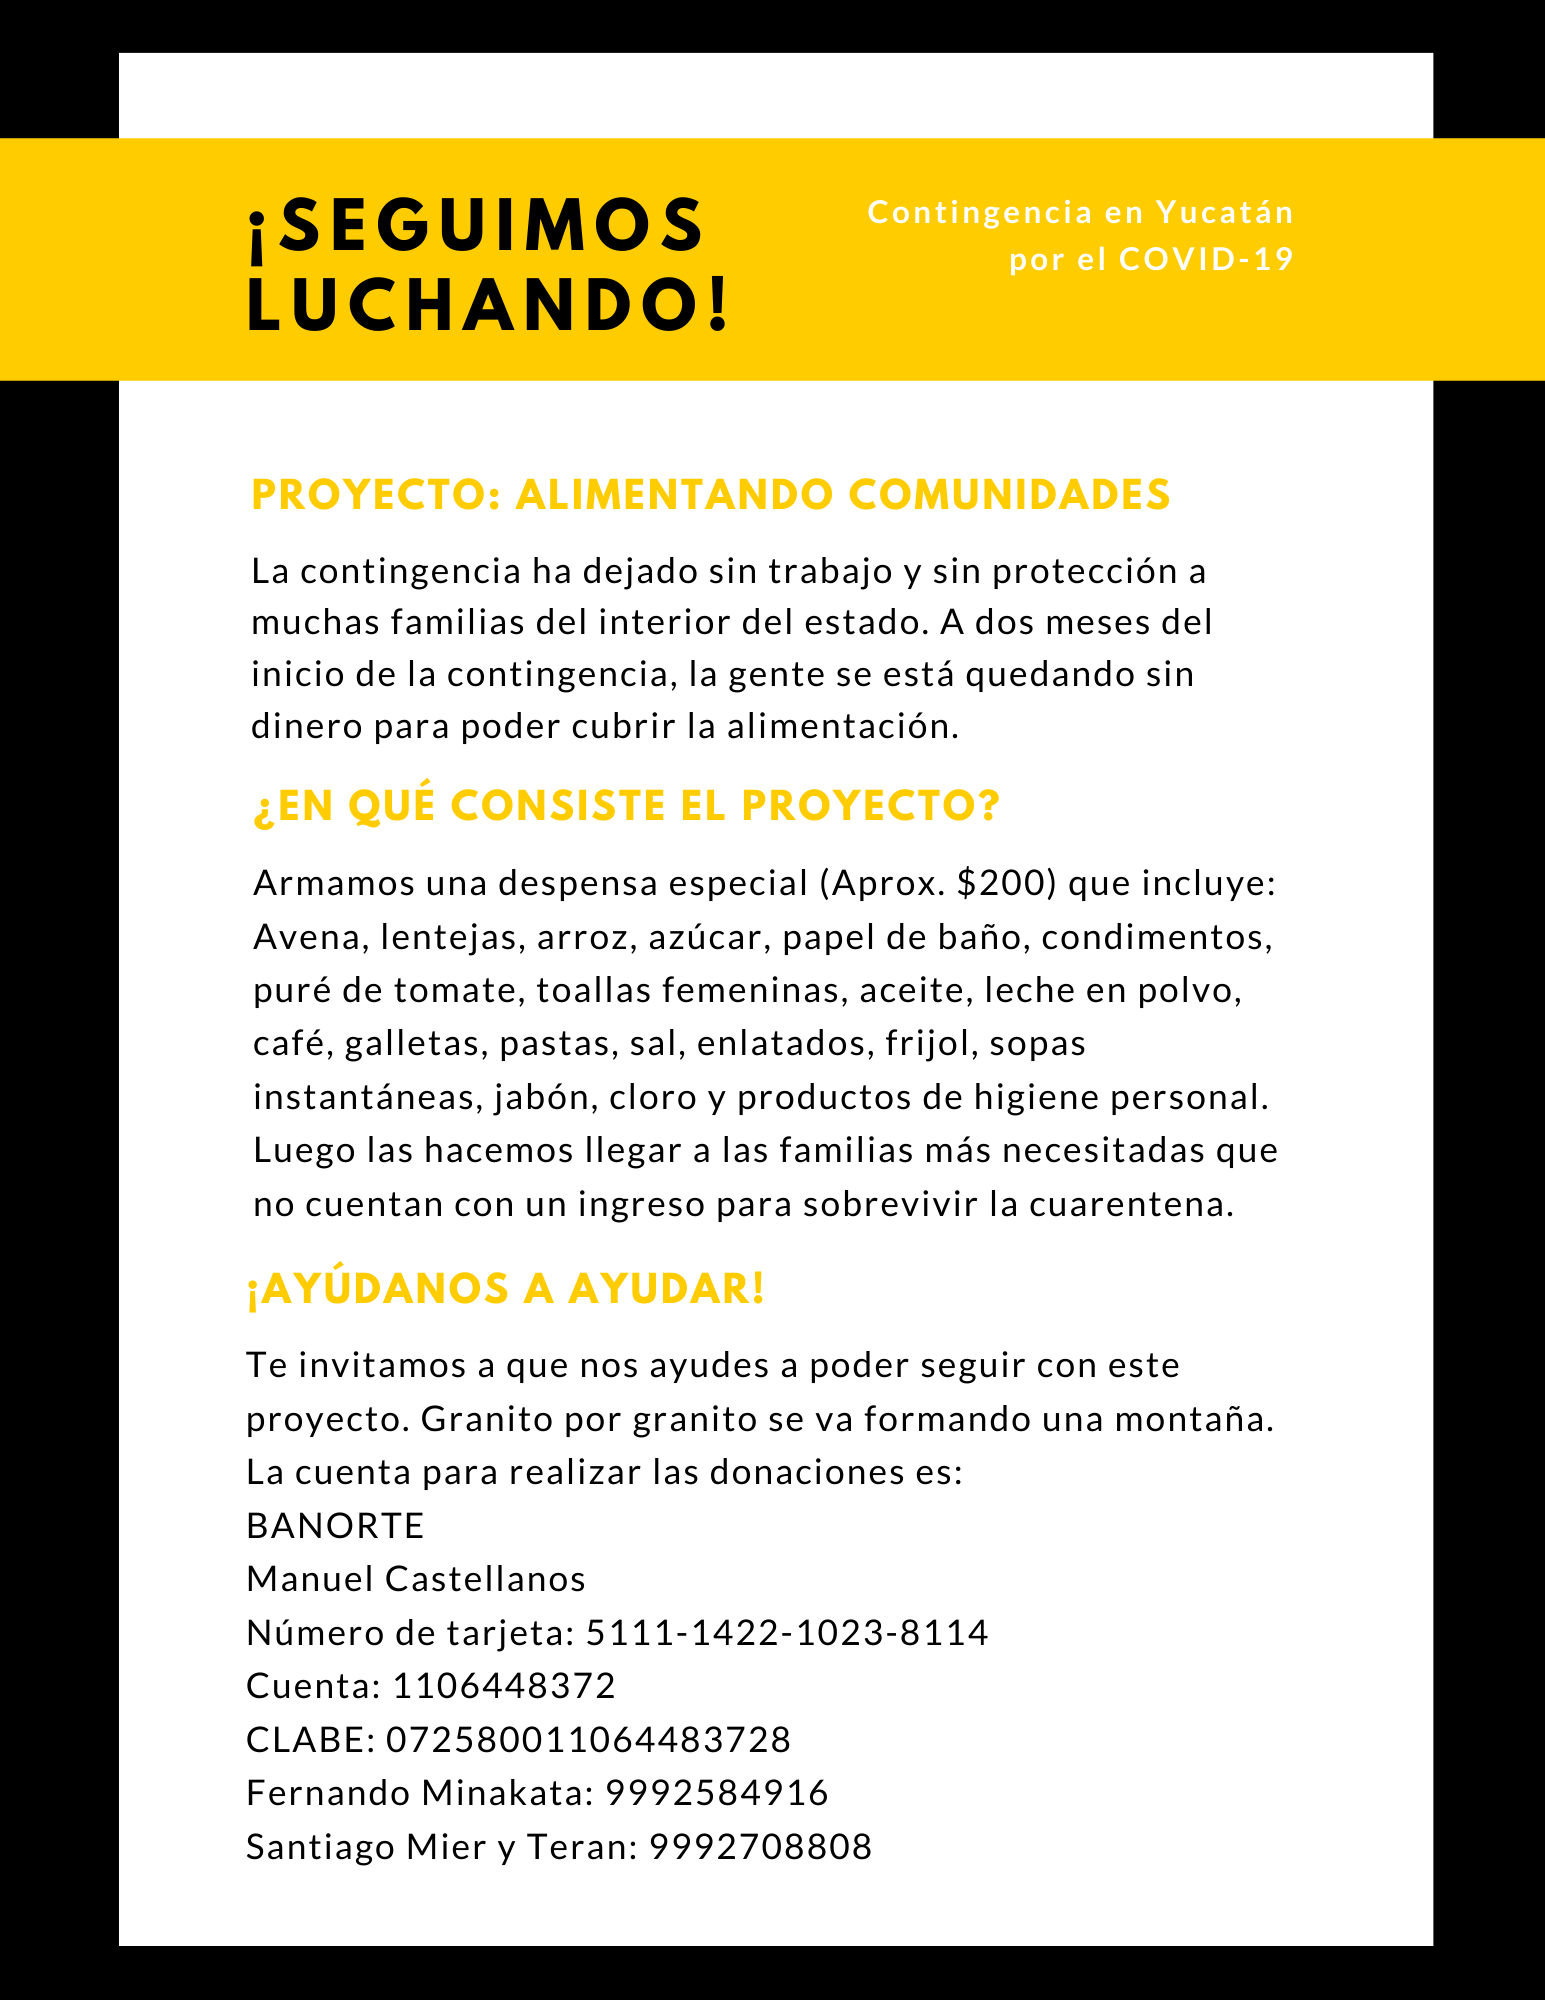 ¡SEGUIMOS
LUCHANDO!
Contingencia en Yucatán
por el COVID-19
PROYECTO: ALIMENTANDO COMUNIDADES
La contingencia ha dejado sin trabajo y sin protección a
muchas familias del interior del estado. A dos meses del
inicio de la contingencia, la gente se está quedando sin
dinero para poder cubrir la alimentación.
¿EN QUÉ CONSISTE EL PROYECTO?
Armamos una despensa especial (Aprox. $200) que incluye:
Avena, lentejas, arroz, azúcar, papel de baño, condimentos,
puré de tomate, toallas femeninas, aceite, leche en polvo,
café, galletas, pastas, sal, enlatados, frijol, sopas
instantáneas, jabón, cloro y productos de higiene personal.
Luego las hacemos llegar a las familias más necesitadas que
no cuentan con un ingreso para sobrevivir la cuarentena.
¡AYÚDANOS A AYUDAR!
Te invitamos a que nos ayudes a poder seguir con este
proyecto. Granito por granito se va formando una montaña.
La cuenta para realizar las donaciones es:
BANORTE
Manuel Castellanos
Número de tarjeta: 5111-1422-1023-8114
Cuenta: 1106448372
CLABE: 072580011064483728
Fernando Minakata: 9992584916
Santiago Mier y Teran: 9992708808